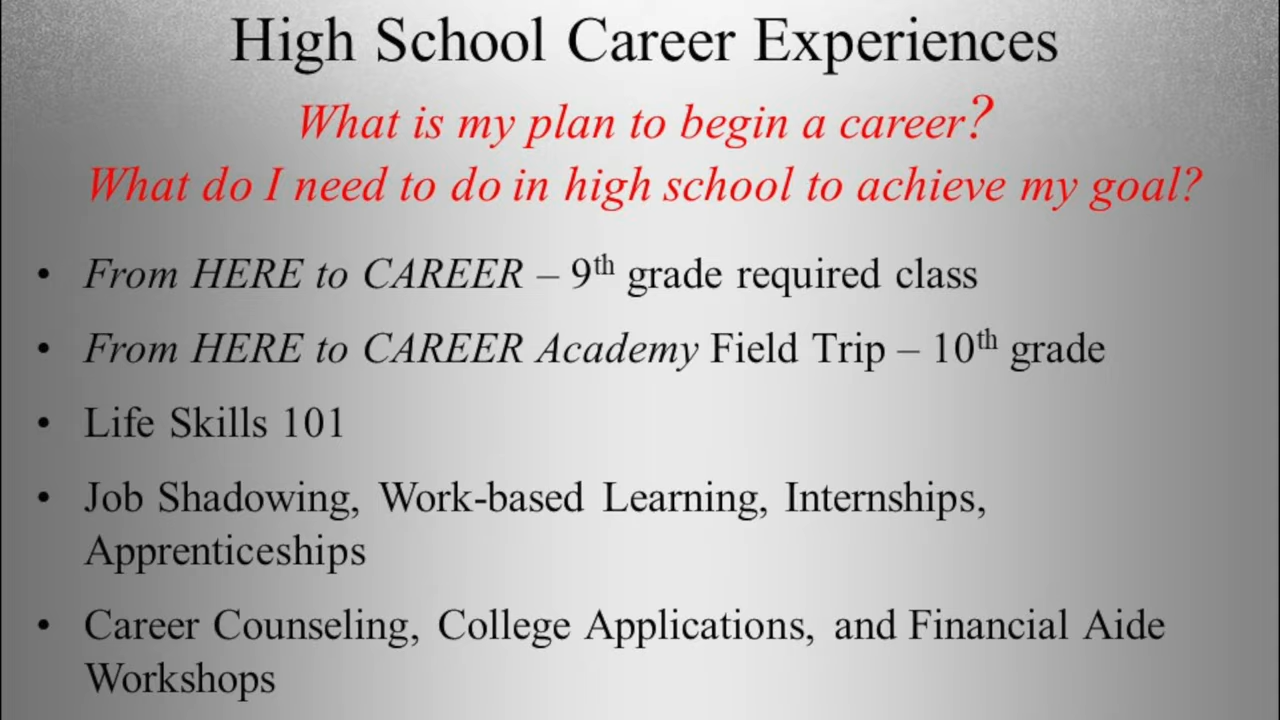 High School Career Experiences
What is my plan to begin a career?
What do I need to do in high school to achieve my goal?
• From HERE to CAREER – 9th grade required class
• From HERE to CAREER Academy Field Trip – 10th grade
• Life Skills 101
• Job Shadowing, Work-based Learning, Internships,
Apprenticeships
• Career Counseling, College Applications, and Financial Aide
Workshops